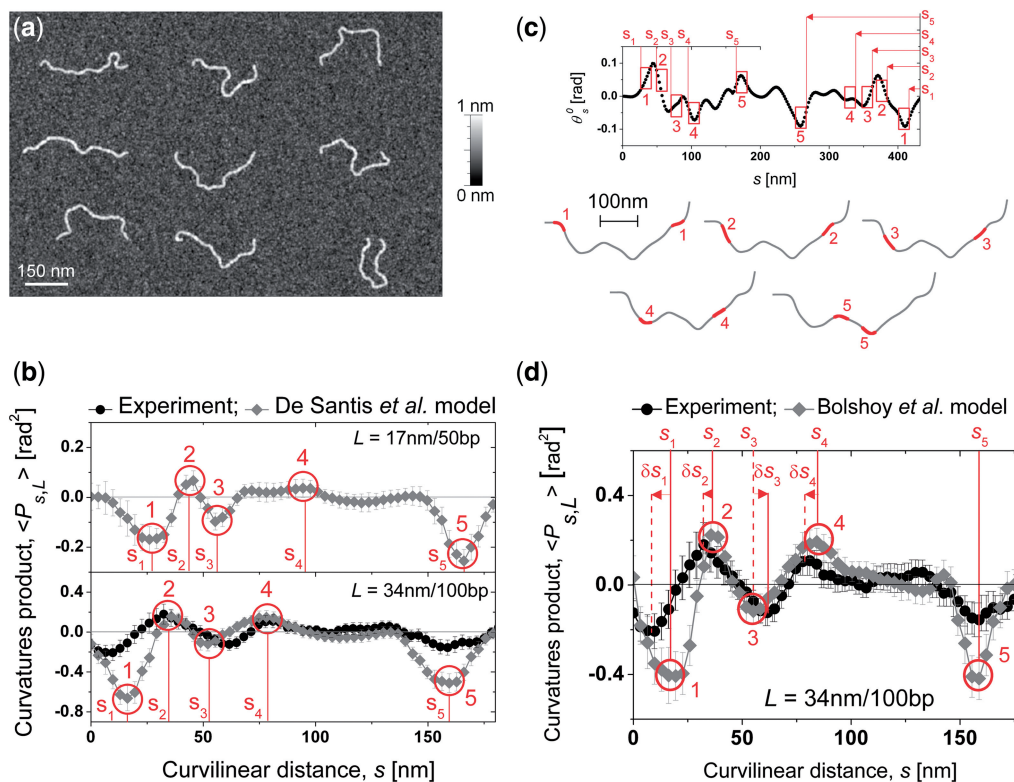 (a)
1 nm
0 nm
150 nm
(c)
s₁ s₂ s₃ s₄ s₅
s₅
s₄
s₃
s₂
s₁
θ⁰ₛ [rad]
0.1
0.0
-0.1
1 2 3 4 5 5 4 3 2 1
0 100 200 300 400
s [nm]
100nm
1 1 2 2 3 3
4 4 5 5
(b)
Experiment; De Santis et al. model
L = 17nm/50bp
Curvatures product, <P s,L > [rad²]
0.2
0.0
-0.2
1 2 3 4 5
s₁ s₂ s₃ s₄ s₅
L = 34nm/100bp
0.4
0.0
-0.4
-0.8
1 2 3 4 5
s₁ s₂ s₃ s₄ s₅
0 50 100 150
Curvilinear distance, s [nm]
(d)
Experiment; Bolshoy et al. model
s₁ s₂ s₃ s₄ s₅
δs₁ δs₂ δs₃ δs₄
Curvatures product, <P s,L > [rad²]
0.4
0.0
-0.4
1 2 3 4 5
L = 34nm/100bp
0 50 100 150
Curvilinear distance, s [nm]